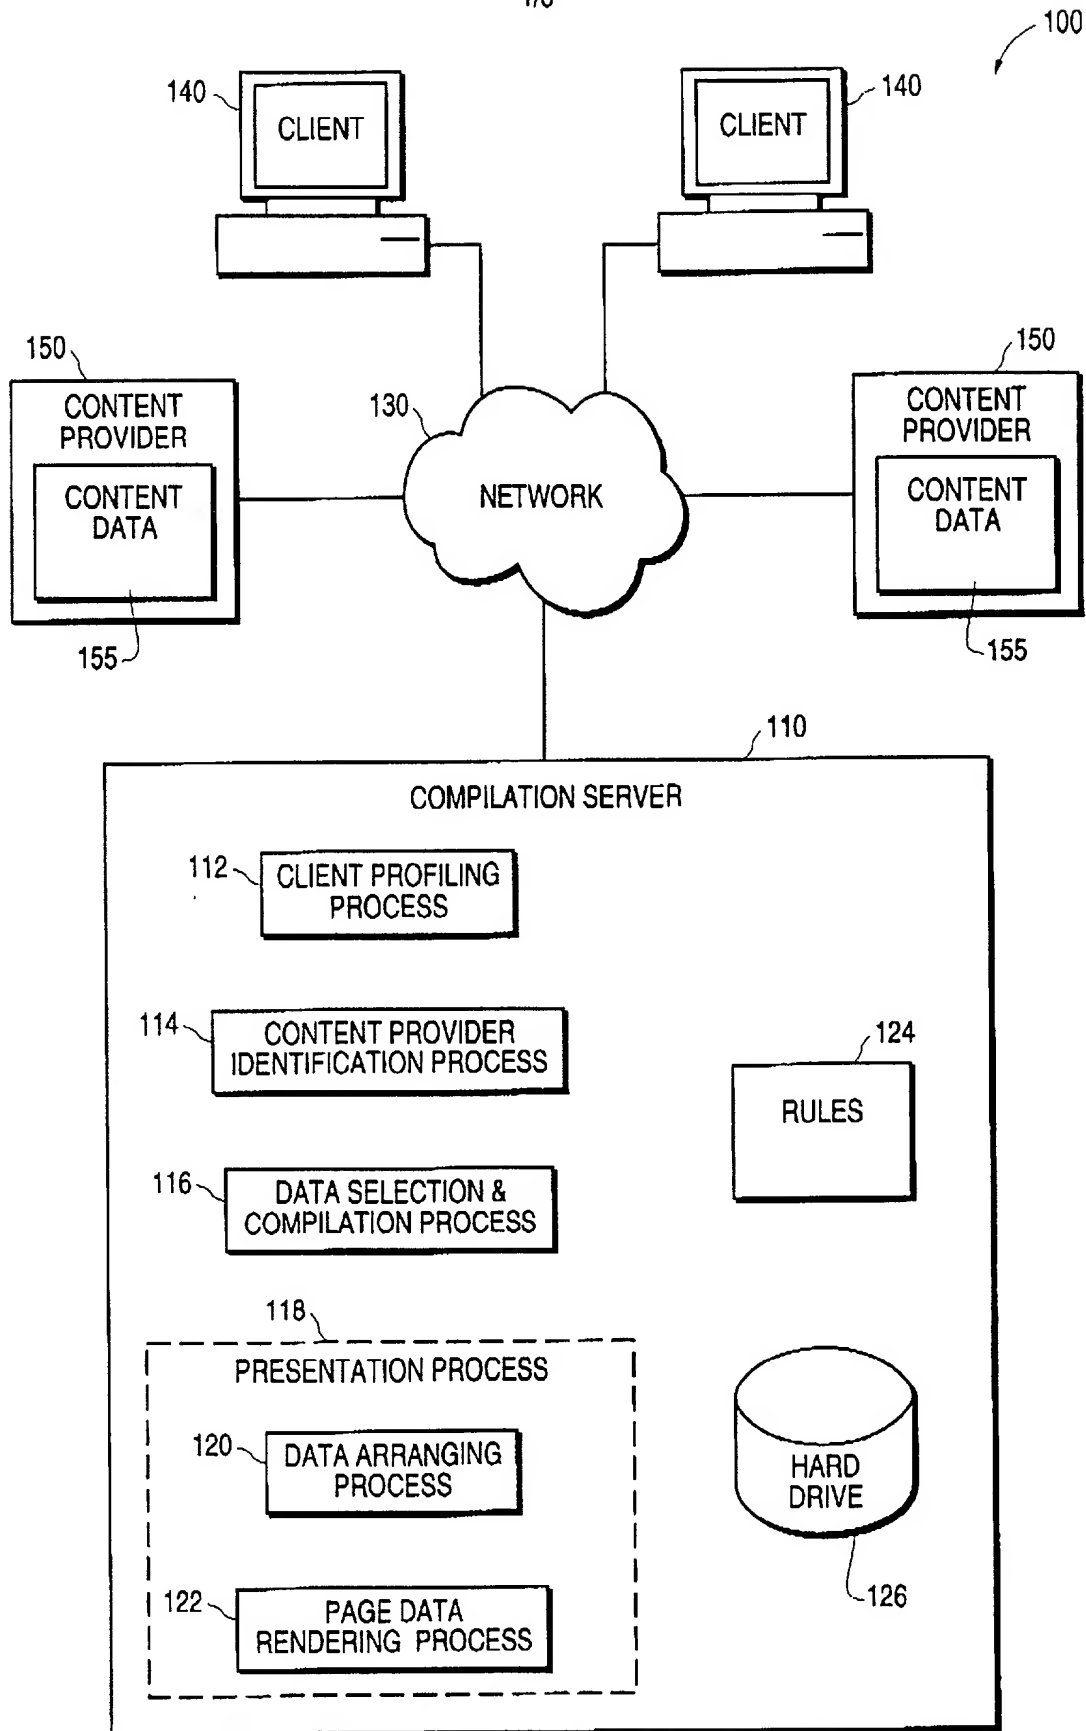 100
140
CLIENT
CLIENT
140
150
CONTENT
PROVIDER
CONTENT
DATA
155
130
NETWORK
150
CONTENT
PROVIDER
CONTENT
DATA
155
110
COMPILATION SERVER
112
CLIENT PROFILING
PROCESS
114
CONTENT PROVIDER
IDENTIFICATION PROCESS
124
RULES
116
DATA SELECTION &
COMPILATION PROCESS
118
PRESENTATION PROCESS
120
DATA ARRANGING
PROCESS
HARD
DRIVE
126
122
PAGE DATA
RENDERING PROCESS